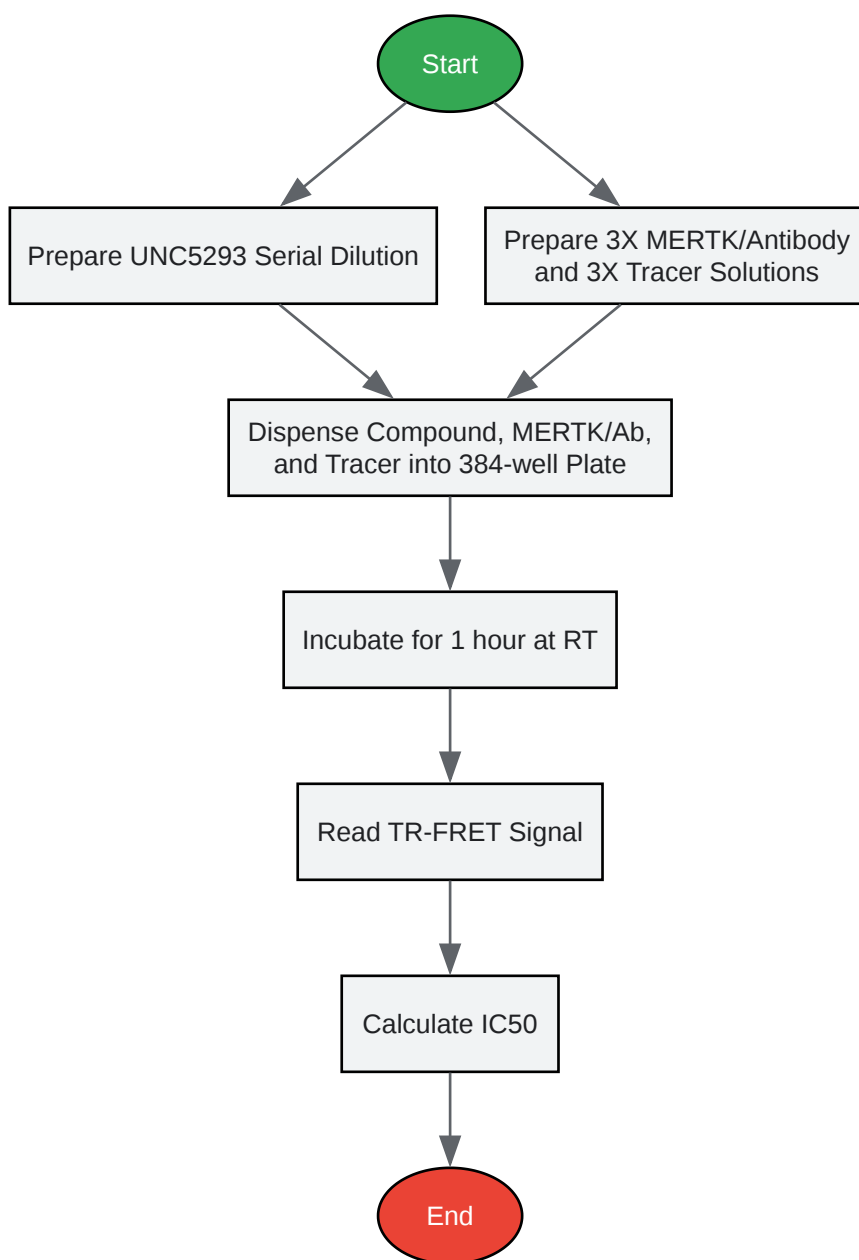 Start
Prepare UNC5293 Serial Dilution
Prepare 3X MERTK/Antibody
and 3X Tracer Solutions
Dispense Compound, MERTK/Ab,
and Tracer into 384-well Plate
Incubate for 1 hour at RT
Read TR-FRET Signal
Calculate IC50
End